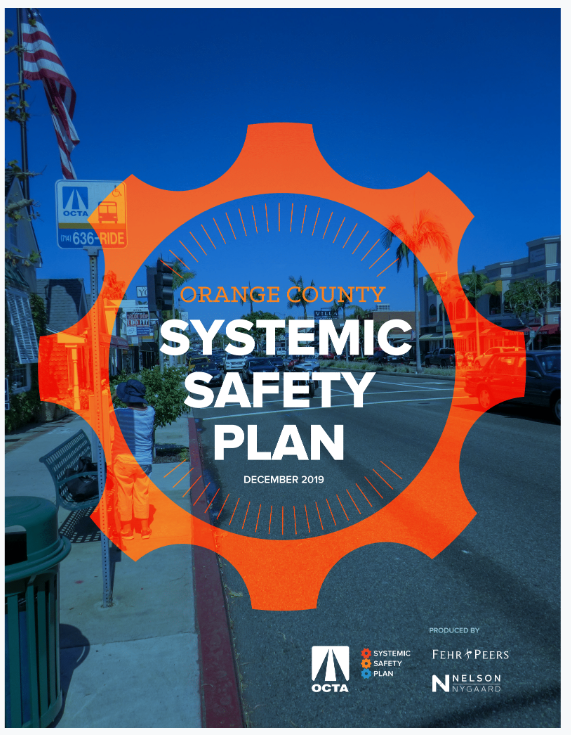 OCTA
(714) 636-RIDE
ORANGE COUNTY
SYSTEMIC
SAFETY
PLAN
DECEMBER 2019
PRODUCED BY
OCTA
SYSTEMIC
SAFETY
PLAN
FEHR PEERS
NELSON
NYGAARD